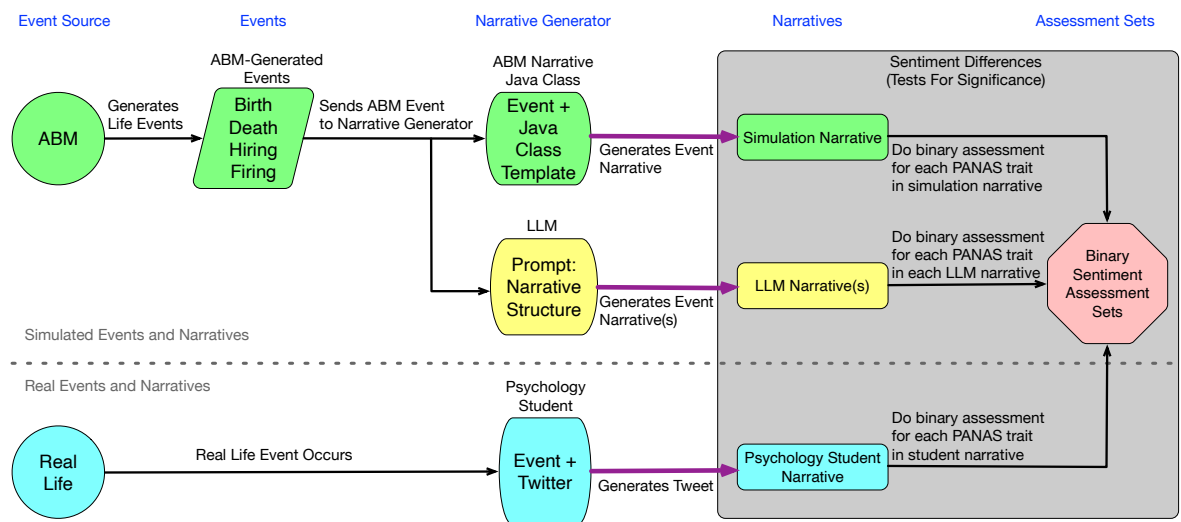 Event Source
Events
Narrative Generator
Narratives
Assessment Sets
ABM-Generated
Events
ABM Narrative
Java Class
Sentiment Differences
(Tests For Significance)
ABM
Generates
Life Events
Birth
Death
Hiring
Firing
Sends ABM Event
to Narrative Generator
Event +
Java
Class
Template
Generates Event
Narrative
Simulation Narrative
Do binary assessment
for each PANAS trait
in simulation narrative
LLM
Prompt:
Narrative
Structure
Generates Event
Narrative(s)
LLM Narrative(s)
Do binary assessment
for each PANAS trait
in each LLM narrative
Binary
Sentiment
Assessment
Sets
Simulated Events and Narratives
Real Events and Narratives
Psychology
Student
Real
Life
Real Life Event Occurs
Event +
Twitter
Generates Tweet
Psychology Student
Narrative
Do binary assessment
for each PANAS trait
in student narrative